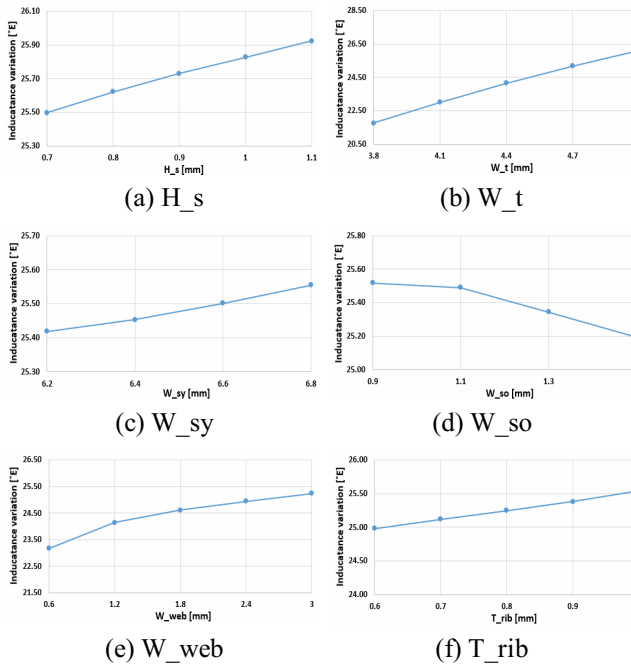 26.10
25.90
25.70
25.50
25.30
Inducatance variation [°E]
0.7 0.8 0.9 1 1.1
H_s [mm]
(a) H_s
28.50
26.50
24.50
22.50
20.50
Inducatance variation [°E]
3.8 4.1 4.4 4.7
W_t [mm]
(b) W_t
25.70
25.60
25.50
25.40
25.30
Inducatance variation [°E]
6.2 6.4 6.6 6.8
W_sy [mm]
(c) W_sy
25.80
25.60
25.40
25.20
25.00
Inducatance variation [°E]
0.9 1.1 1.3
W_so [mm]
(d) W_so
26.50
25.50
24.50
23.50
22.50
21.50
Inducatance variation [°E]
0.6 1.2 1.8 2.4 3
W_web [mm]
(e) W_web
26.00
25.50
25.00
24.50
24.00
Inducatance variation [°E]
0.6 0.7 0.8 0.9
T_rib [mm]
(f) T_rib